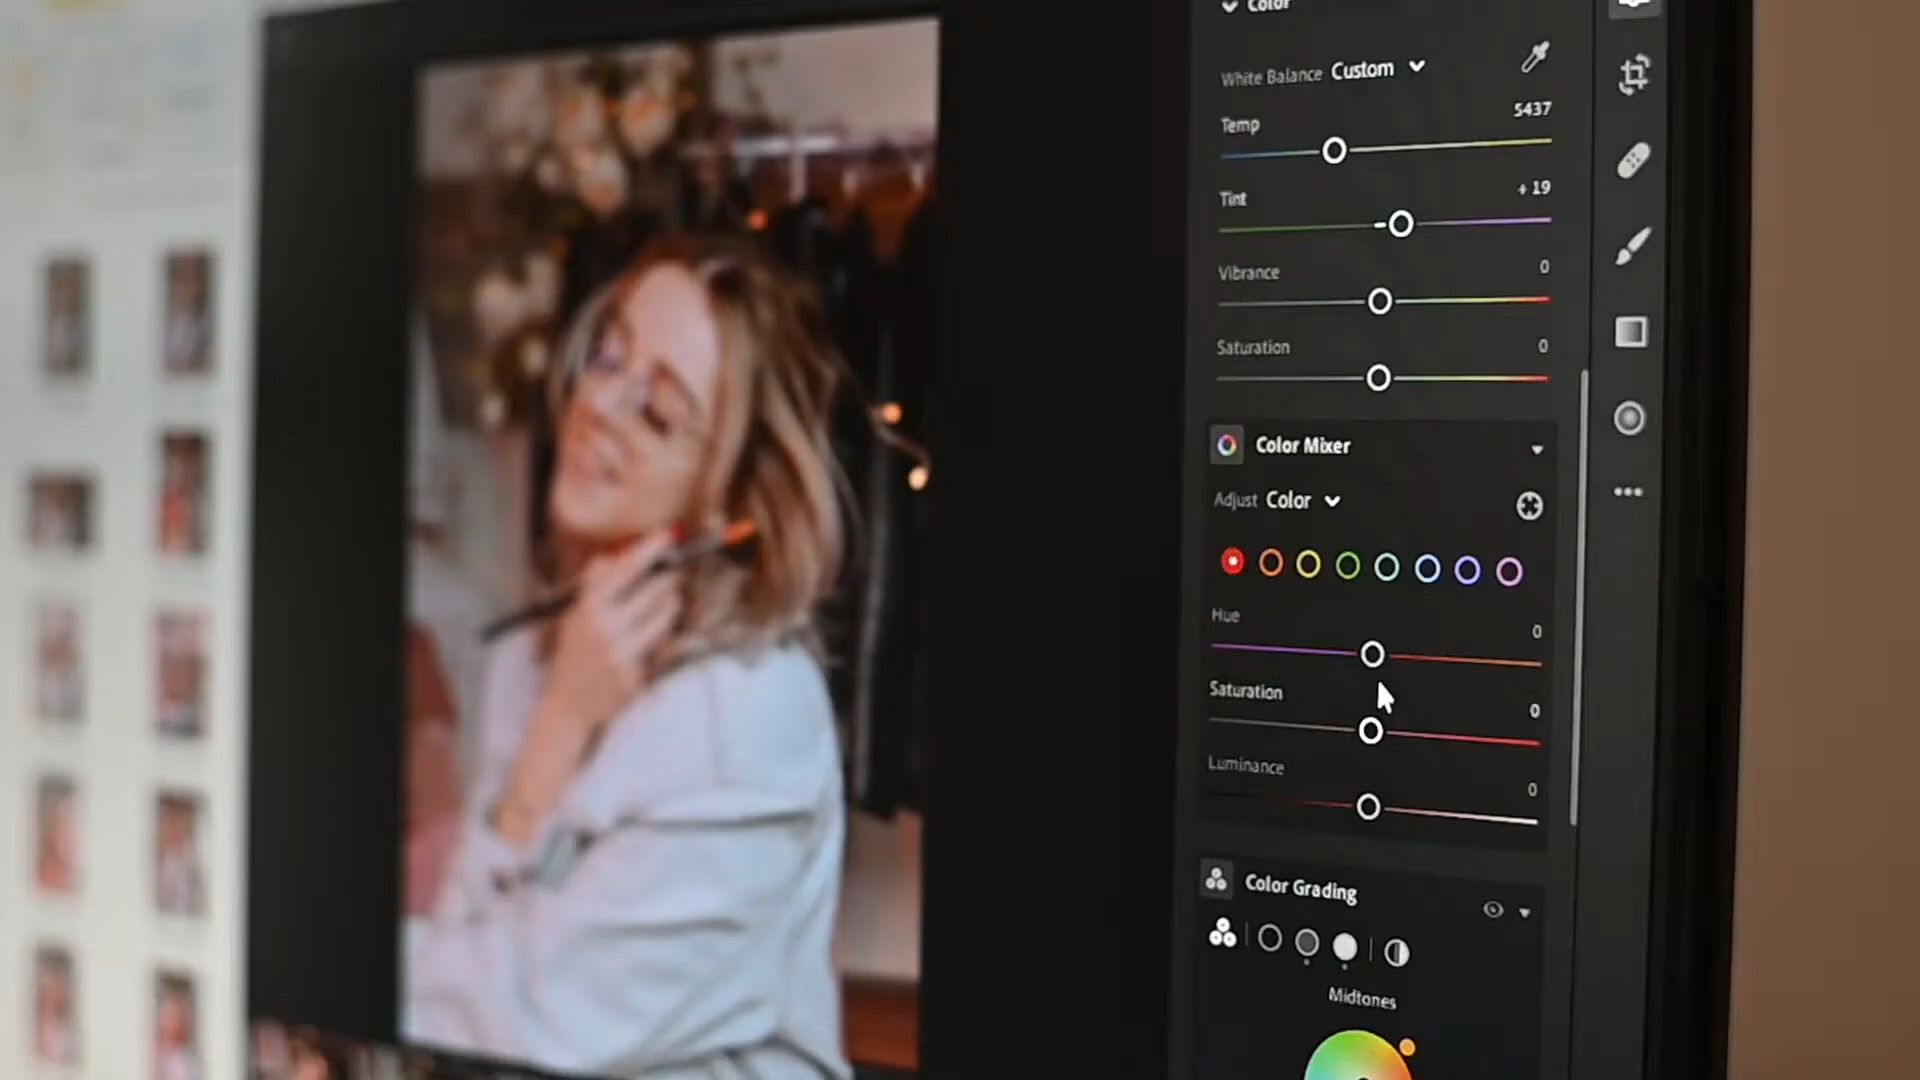 Color
White Balance Custom
Temp
5437
Tint
+ 19
Vibrance
0
Saturation
0
Color Mixer
Adjust Color
Hue
0
Saturation
0
Luminance
0
Color Grading
Midtones